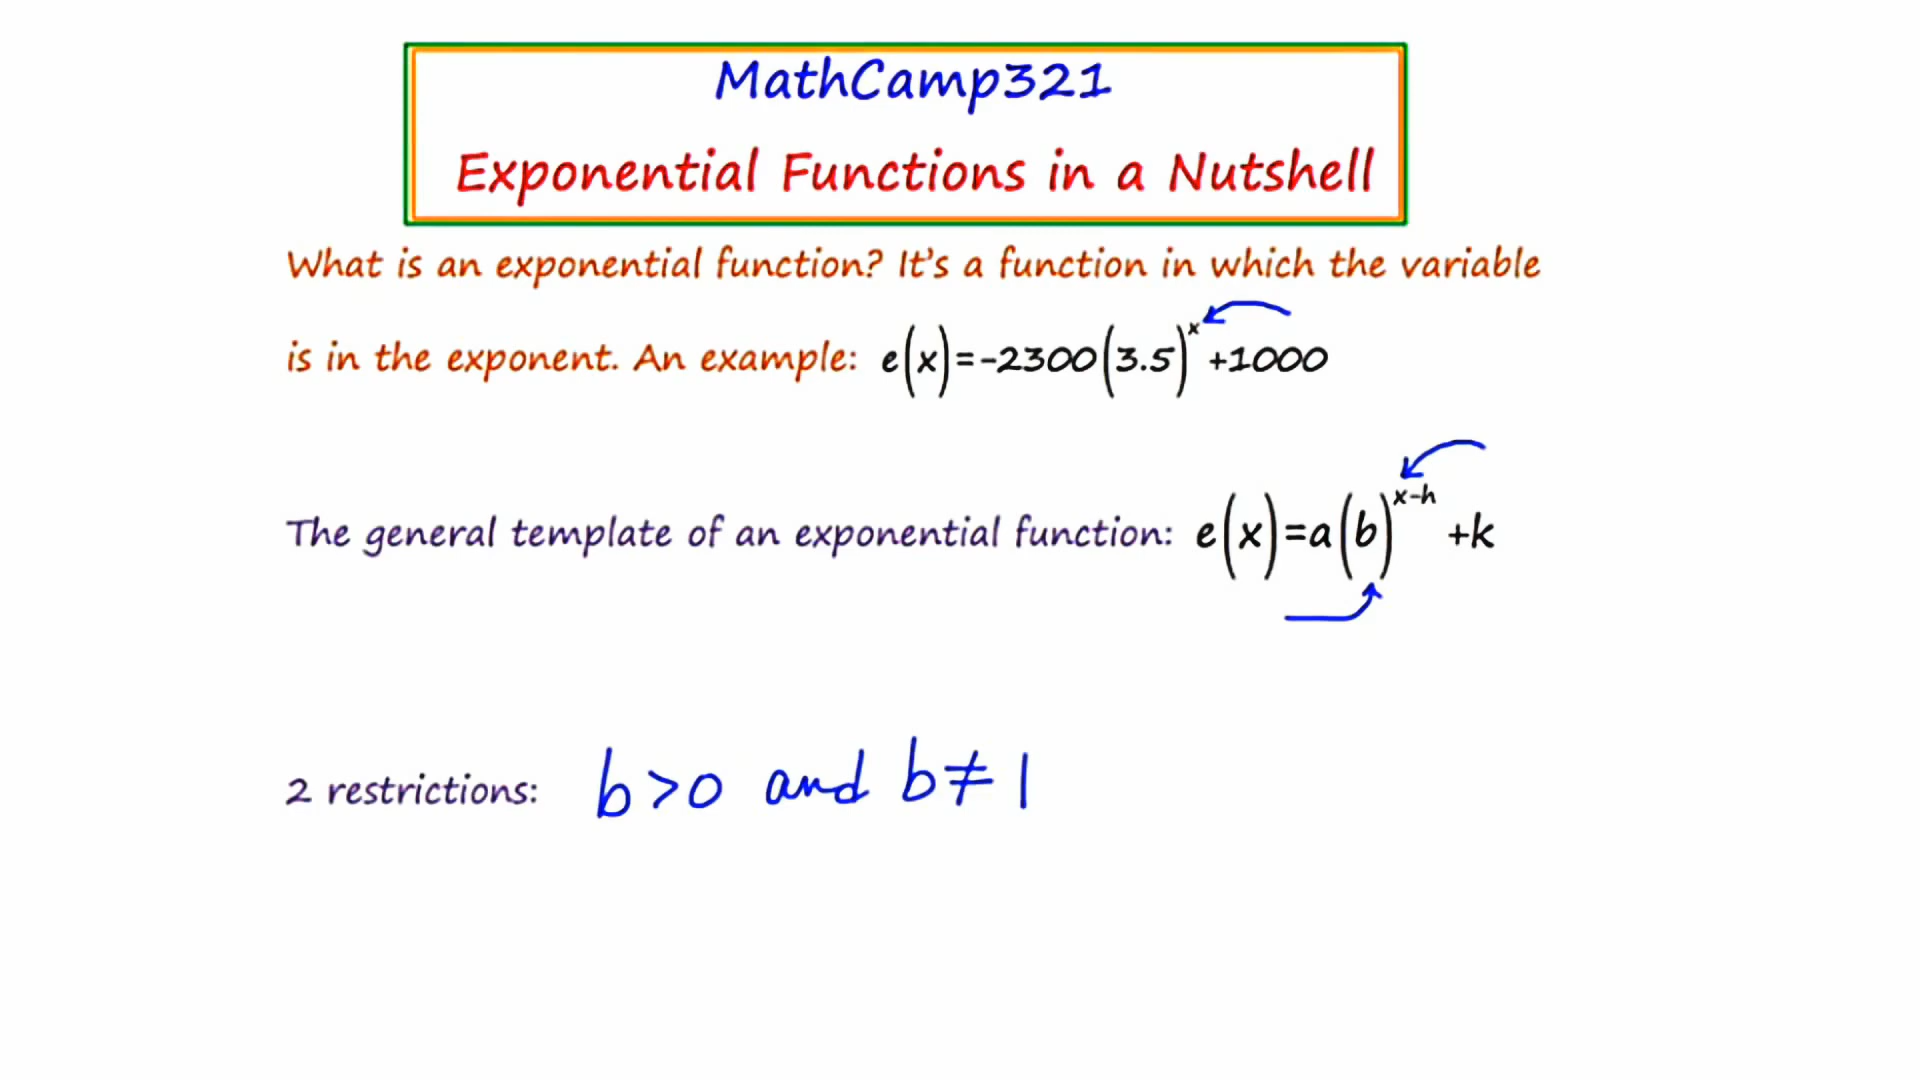 MathCamp321
Exponential Functions in a Nutshell
What is an exponential function? It's a function in which the variable
is in the exponent. An example: e(x)=-2300(3.5)^x+1000
The general template of an exponential function: e(x)=a(b)^{x-h}+k
2 restrictions: b>0 and b≠1